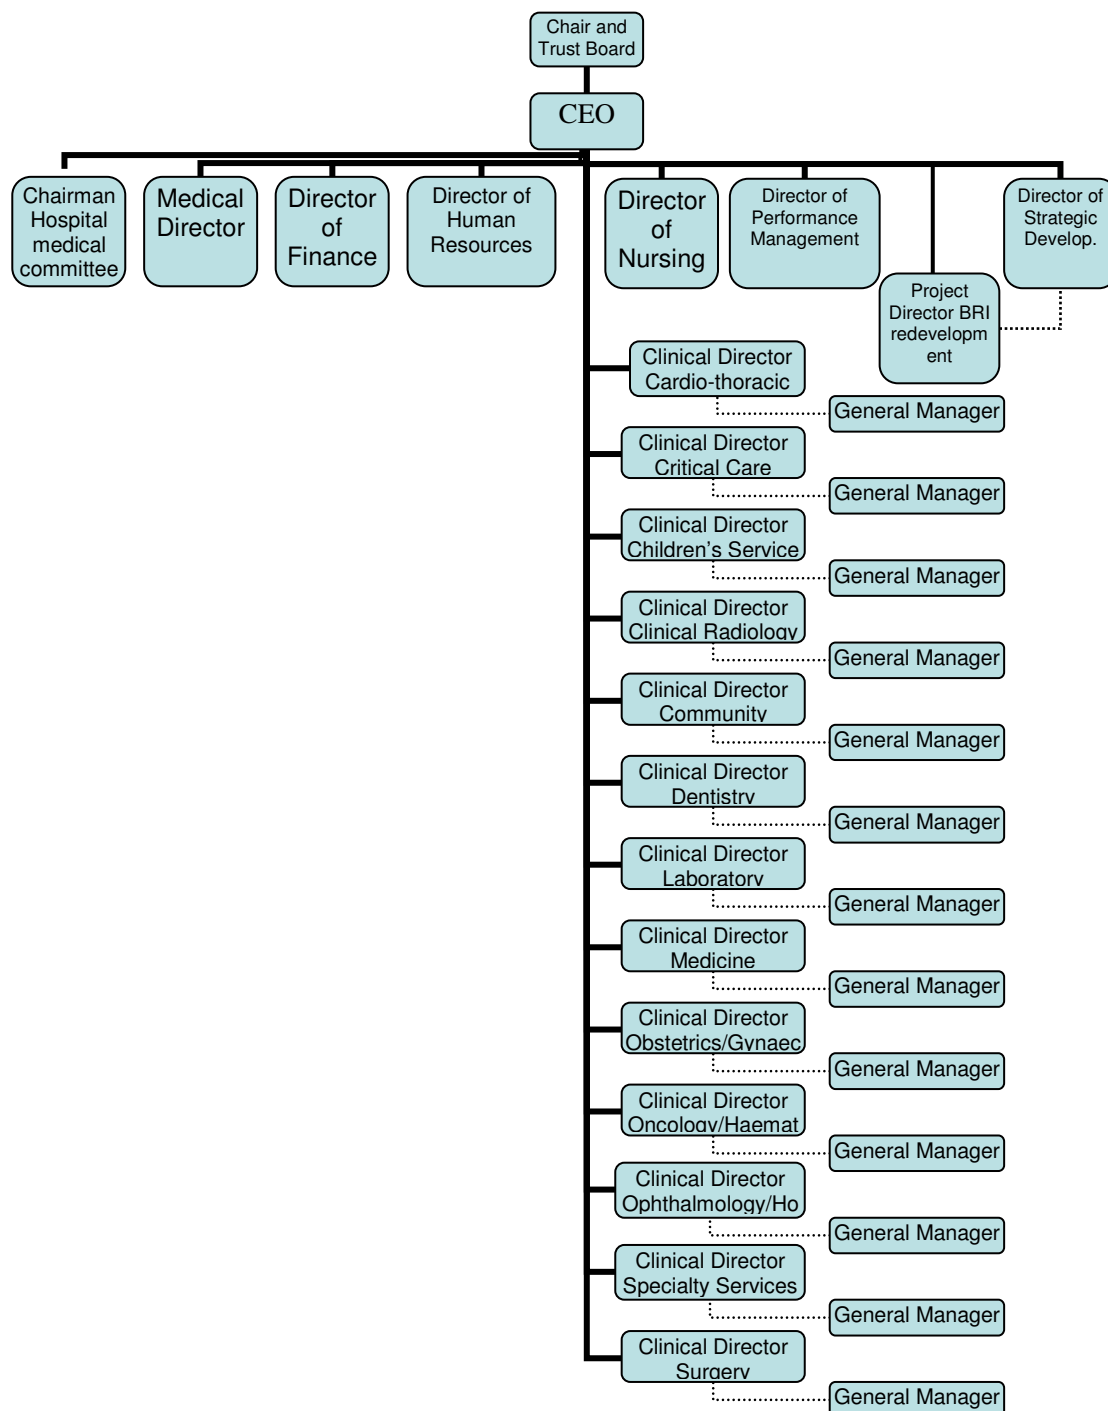 Chair and
Trust Board
CEO
Chairman
Hospital
medical
committee
Medical
Director
Director
of
Finance
Director of
Human
Resources
Director
of
Nursing
Director of
Performance
Management
Director of
Strategic
Develop.
Project
Director BRI
redevelopm
ent
Clinical Director
Cardio-thoracic
General Manager
Clinical Director
Critical Care
General Manager
Clinical Director
Children’s Service
General Manager
Clinical Director
Clinical Radiology
General Manager
Clinical Director
Community
General Manager
Clinical Director
Dentistry
General Manager
Clinical Director
Laboratory
General Manager
Clinical Director
Medicine
General Manager
Clinical Director
Obstetrics/Gynaec
General Manager
Clinical Director
Oncology/Haemat
General Manager
Clinical Director
Ophthalmology/Ho
General Manager
Clinical Director
Specialty Services
General Manager
Clinical Director
Surgery
General Manager